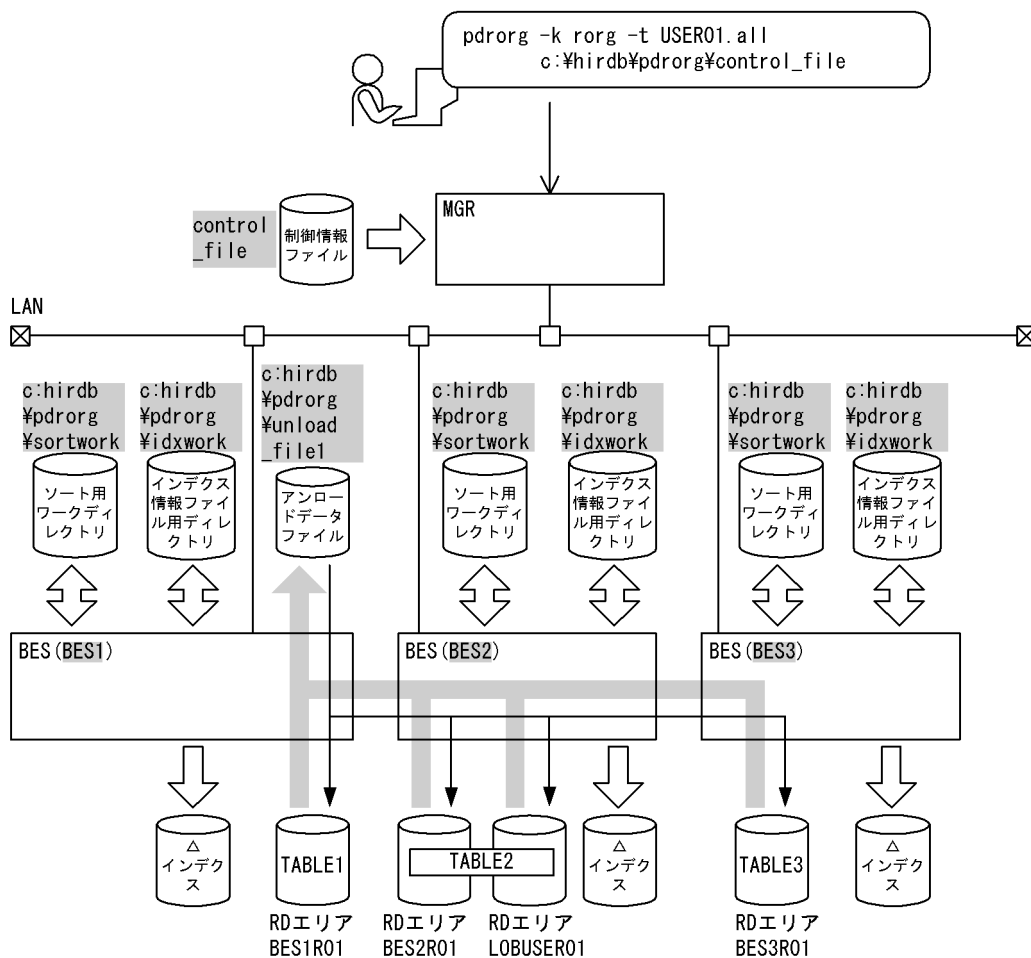 pdrorg -k rorg -t USER01.all
c:¥hirdb¥pdrorg¥control_file
MGR
control
_file
制御情報
ファイル
LAN
c:hirdb
¥pdrorg
¥sortwork
c:hirdb
¥pdrorg
¥idxwork
c:hirdb
¥pdrorg
¥unload
_file1
c:hirdb
¥pdrorg
¥sortwork
c:hirdb
¥pdrorg
¥idxwork
c:hirdb
¥pdrorg
¥sortwork
c:hirdb
¥pdrorg
¥idxwork
ソート用
ワークディ
レクトリ
インデクス
情報ファイ
ル用ディレ
クトリ
アンロー
ドデータ
ファイル
ソート用
ワークディ
レクトリ
インデクス
情報ファイ
ル用ディレ
クトリ
ソート用
ワークディ
レクトリ
インデクス
情報ファイ
ル用ディレ
クトリ
BES(BES1)
BES(BES2)
BES(BES3)
インデク
ス
TABLE1
TABLE2
インデク
ス
TABLE3
インデク
ス
RDエリア
BES1R01
RDエリア
BES2R01
RDエリア
LOBUSER01
RDエリア
BES3R01